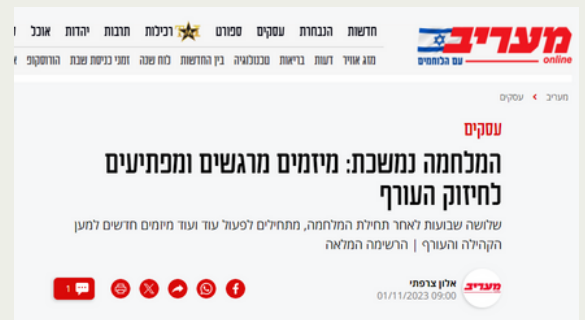 מעריב
online
עם הלוחמים
חדשות הנבחרת עסקים ספורט רכילות תרבות יהדות אוכל
מזג אוויר דעות בריאות טכנולוגיה בין החדשות לוח שנה זמני כניסת שבת הורוסקופ
מעריב עסקים
עסקים
המלחמה נמשכת: מיזמים מרגשים ומפתיעים
לחיזוק העורף
שלושה שבועות לאחר תחילת המלחמה, מתחילים לפעול עוד ועוד מיזמים חדשים למען
הקהילה והעורף | הרשימה המלאה
מעריב
אלון צרפתי
01/11/2023 09:00
1